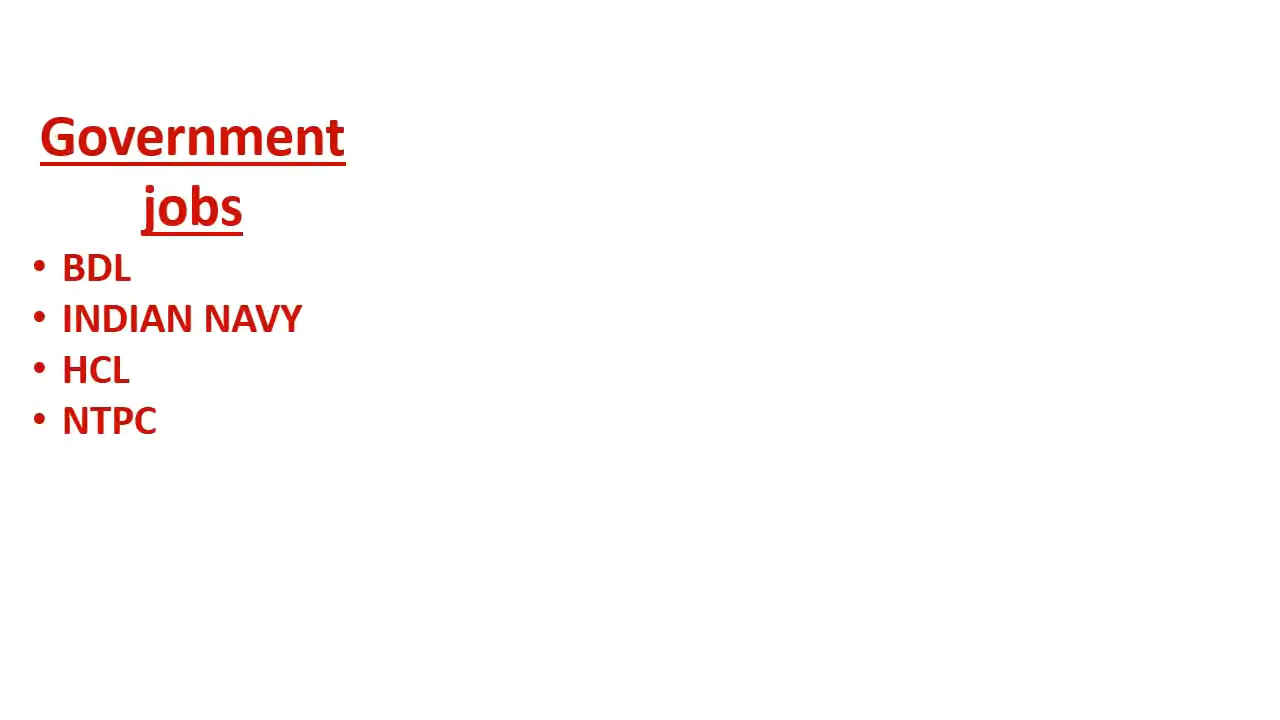 Government
jobs
• BDL
• INDIAN NAVY
• HCL
• NTPC